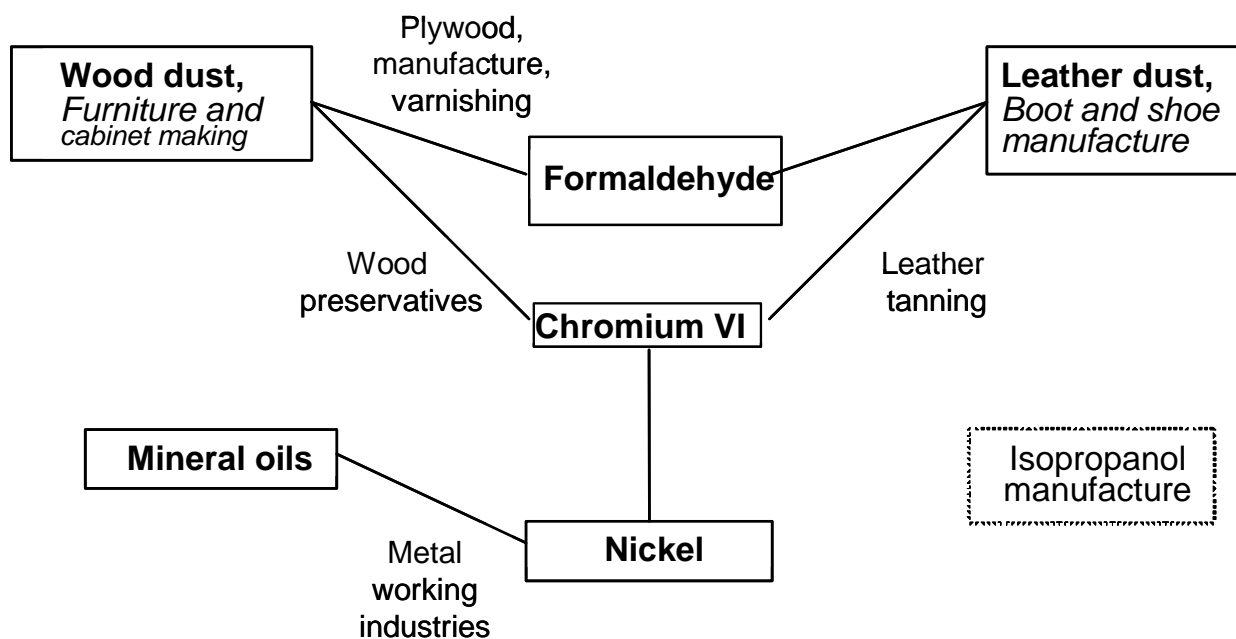 Plywood,
manufacture,
varnishing
Wood dust,
Furniture and
cabinet making
Leather dust,
Boot and shoe
manufacture
Formaldehyde
Wood
preservatives
Leather
tanning
Chromium VI
Mineral oils
Isopropanol
manufacture
Nickel
Metal
working
industries